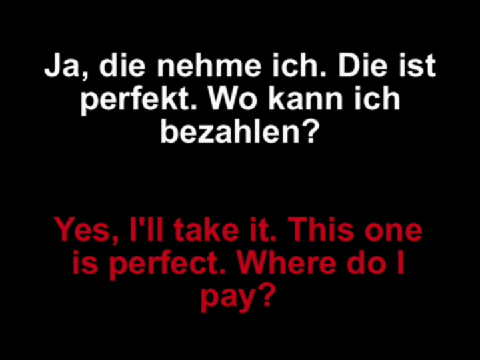 Ja, die nehme ich. Die ist
perfekt. Wo kann ich
bezahlen?
Yes, I'll take it. This one
is perfect. Where do I
pay?